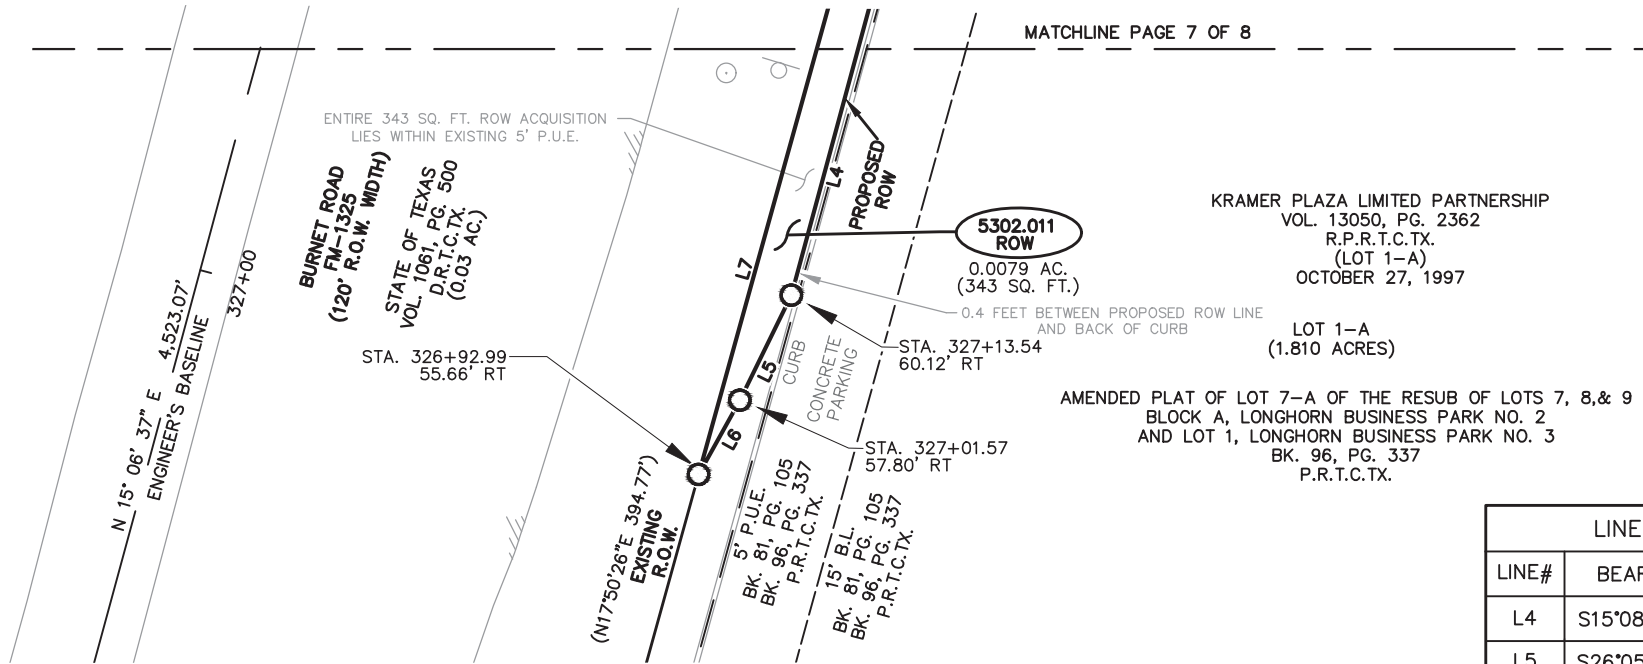 MATCHLINE PAGE 7 OF 8
ENTIRE 343 SQ. FT. ROW ACQUISITION
LIES WITHIN EXISTING 5' P.U.E.
BURNET ROAD
FM-1325
(120' R.O.W. WIDTH)
STATE OF TEXAS
VOL. 1061, PG. 500
D.R.T.C.TX.
(0.03 AC.)
N 15° 06' 37" E 4,523.07'
ENGINEER'S BASELINE
327+00
L7
L4
PROPOSED
ROW
5302.011
ROW
0.0079 AC.
(343 SQ. FT.)
KRAMER PLAZA LIMITED PARTNERSHIP
VOL. 13050, PG. 2362
R.P.R.T.C.TX.
(LOT 1-A)
OCTOBER 27, 1997
0.4 FEET BETWEEN PROPOSED ROW LINE
AND BACK OF CURB
LOT 1-A
(1.810 ACRES)
STA. 326+92.99
55.66' RT
STA. 327+13.54
60.12' RT
L5
CURB
CONCRETE
PARKING
L6
STA. 327+01.57
57.80' RT
AMENDED PLAT OF LOT 7-A OF THE RESUB OF LOTS 7, 8,& 9
BLOCK A, LONGHORN BUSINESS PARK NO. 2
AND LOT 1, LONGHORN BUSINESS PARK NO. 3
BK. 96, PG. 337
P.R.T.C.TX.
(N17°50'26"E 394.77')
EXISTING
R.O.W.
5' P.U.E.
BK. 81, PG. 105
BK. 96, PG. 337
P.R.T.C.TX.
15' B.L.
BK. 81, PG. 105
BK. 96, PG. 337
P.R.T.C.TX.
LINE
LINE# BEAR
L4 S15°08
L5 S26°05